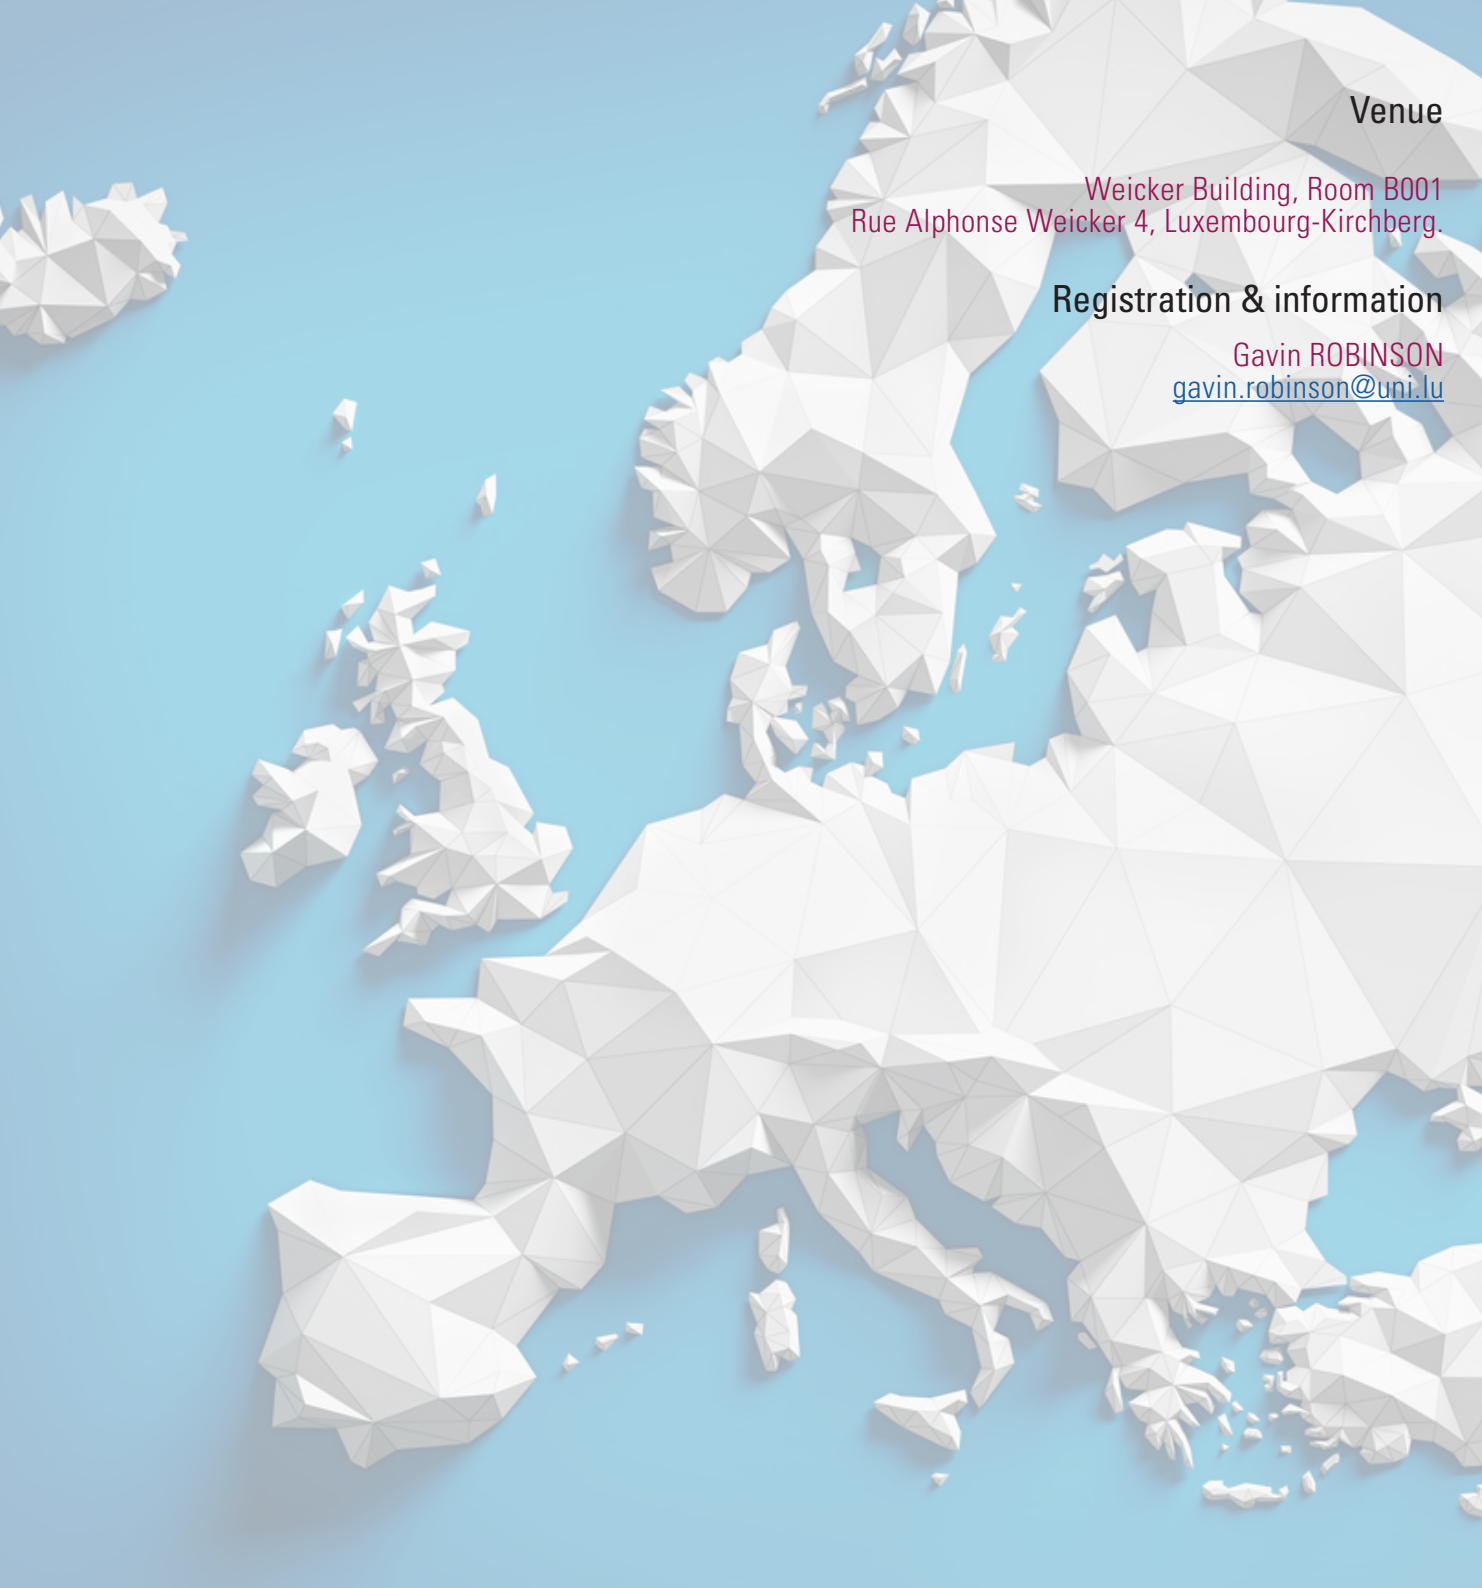 Venue
Weicker Building, Room B001
Rue Alphonse Weicker 4, Luxembourg-Kirchberg.
Registration & information
Gavin ROBINSON
gavin.robinson@uni.lu